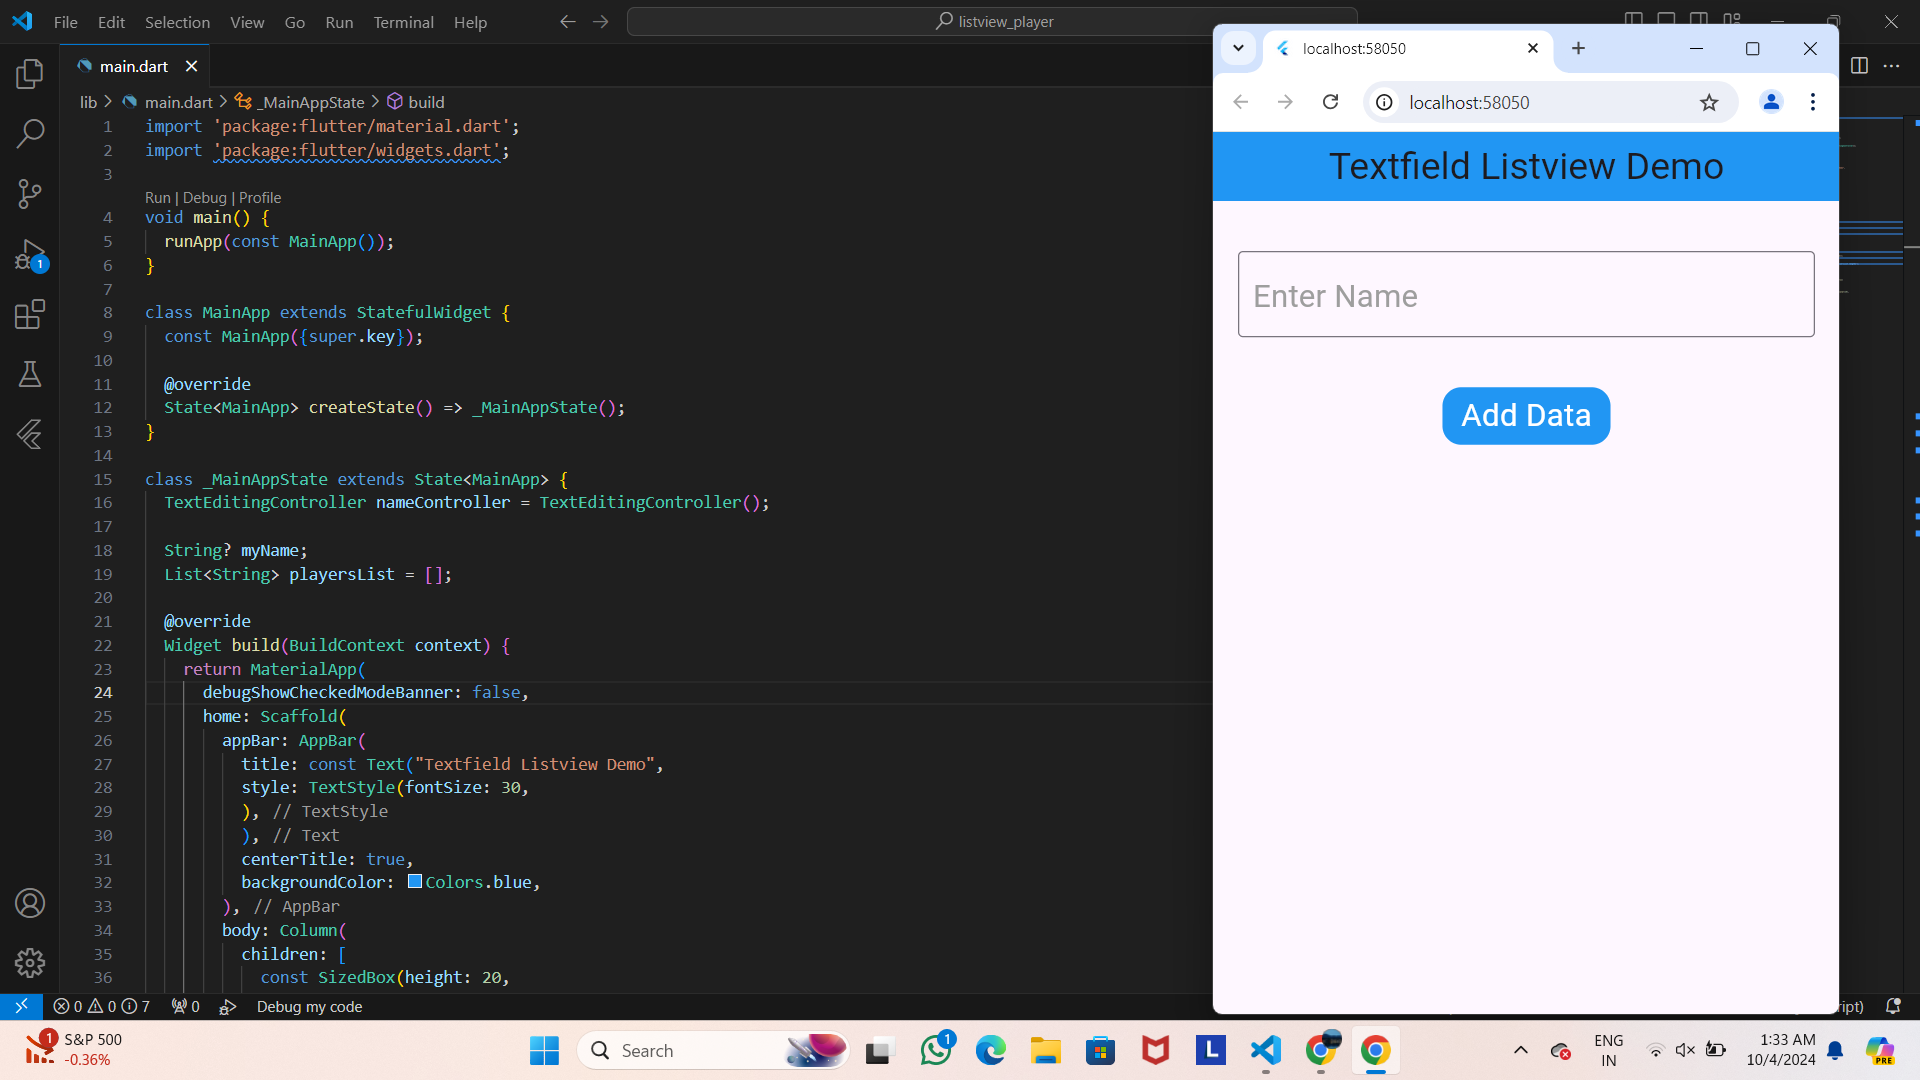 File Edit Selection View Go Run Terminal Help
listview_player
main.dart
lib > main.dart > _MainAppState > build
1 import 'package:flutter/material.dart';
2 import 'package:flutter/widgets.dart';
3
Run | Debug | Profile
4 void main() {
5 runApp(const MainApp());
6 }
7
8 class MainApp extends StatefulWidget {
9 const MainApp({super.key});
10
11 @override
12 State<MainApp> createState() => _MainAppState();
13 }
14
15 class _MainAppState extends State<MainApp> {
16 TextEditingController nameController = TextEditingController();
17
18 String? myName;
19 List<String> playersList = [];
20
21 @override
22 Widget build(BuildContext context) {
23 return MaterialApp(
24 debugShowCheckedModeBanner: false,
25 home: Scaffold(
26 appBar: AppBar(
27 title: const Text("Textfield Listview Demo",
28 style: TextStyle(fontSize: 30,
29 ), // TextStyle
30 ), // Text
31 centerTitle: true,
32 backgroundColor: Colors.blue,
33 ), // AppBar
34 body: Column(
35 children: [
36 const SizedBox(height: 20,
1
0 0 7 0 Debug my code
ript)
localhost:58050
localhost:58050
Textfield Listview Demo
Enter Name
Add Data
1
S&P 500
-0.36%
Search
1
L
ENG
IN
1:33 AM
10/4/2024
PRE